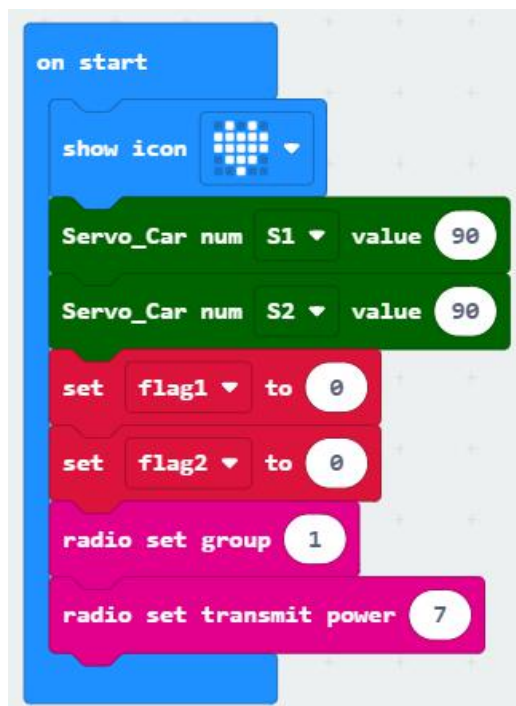 on start
show icon
Servo_Car num S1 value 90
Servo_Car num S2 value 90
set flag1 to 0
set flag2 to 0
radio set group 1
radio set transmit power 7